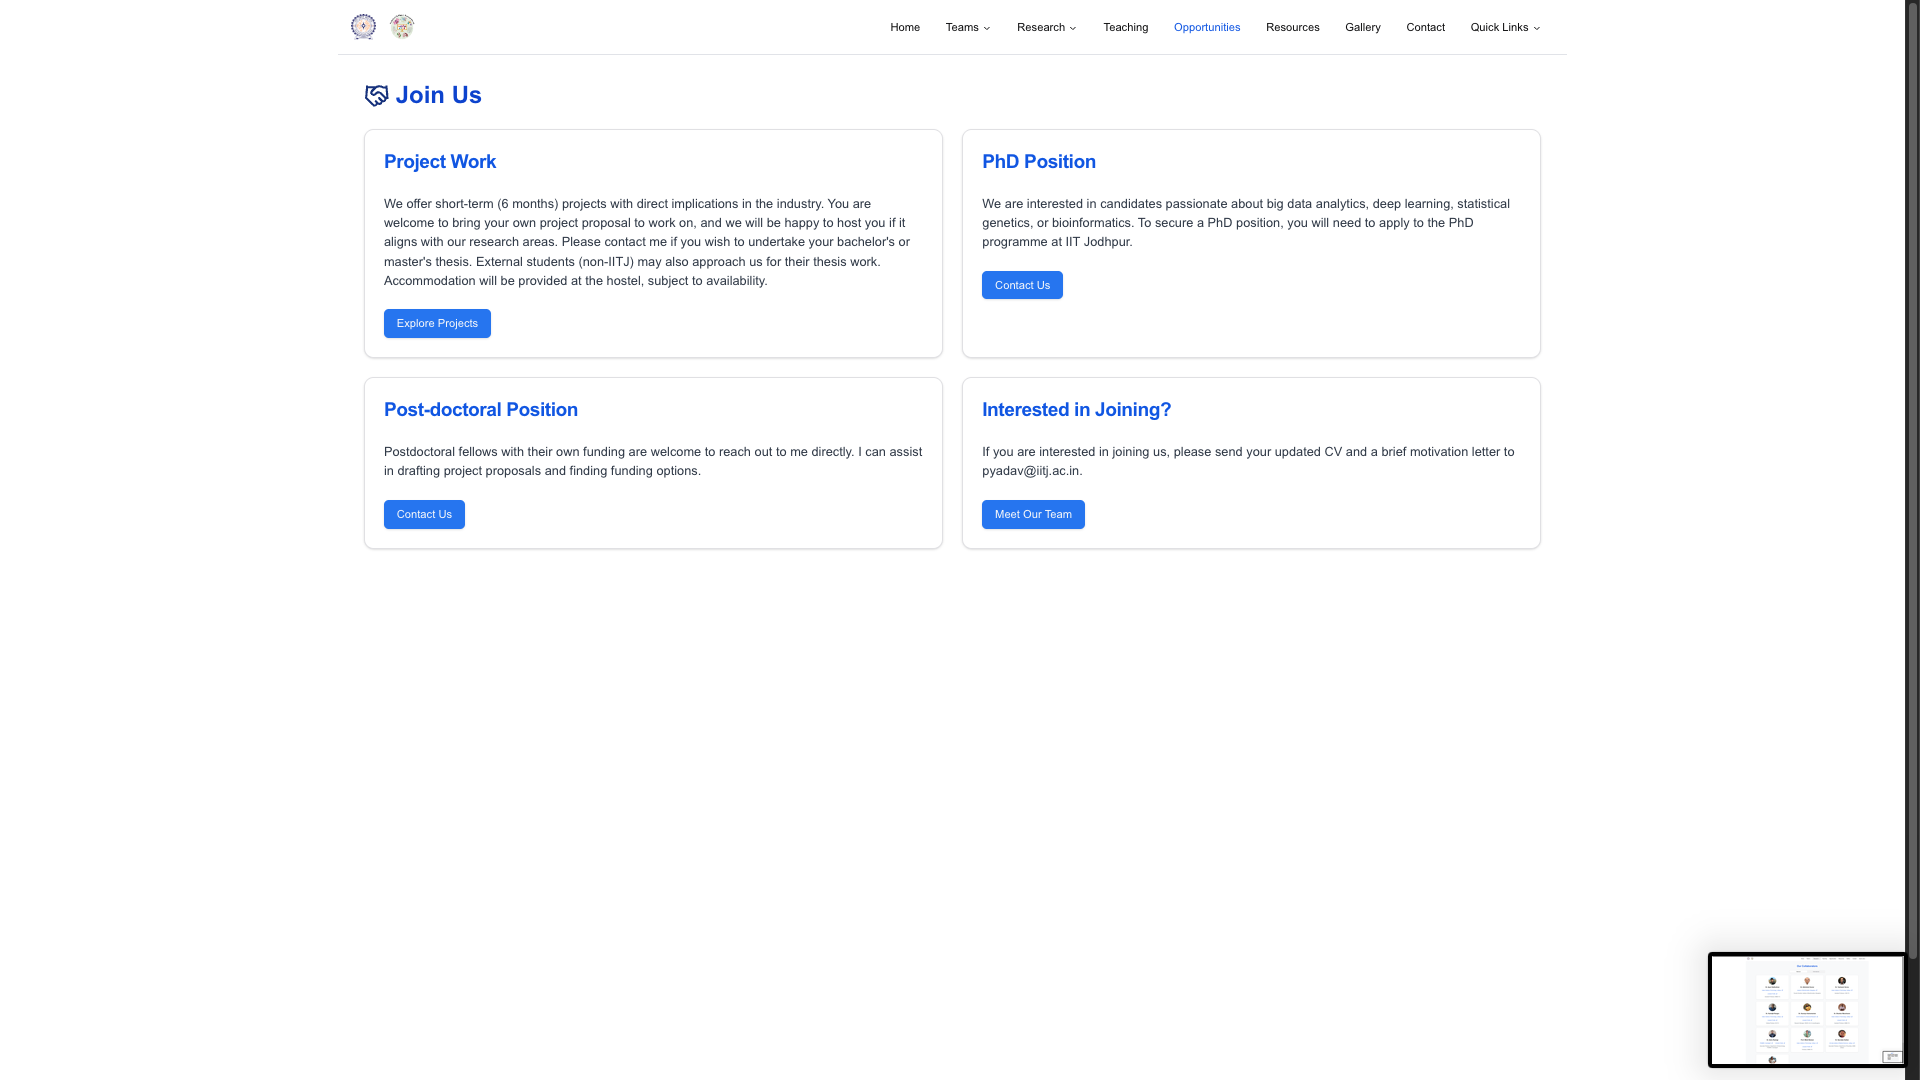 Home Teams Research Teaching Opportunities Resources Gallery Contact Quick Links
Join Us
Project Work
We offer short-term (6 months) projects with direct implications in the industry. You are
welcome to bring your own project proposal to work on, and we will be happy to host you if it
aligns with our research areas. Please contact me if you wish to undertake your bachelor's or
master's thesis. External students (non-IITJ) may also approach us for their thesis work.
Accommodation will be provided at the hostel, subject to availability.
Explore Projects
PhD Position
We are interested in candidates passionate about big data analytics, deep learning, statistical
genetics, or bioinformatics. To secure a PhD position, you will need to apply to the PhD
programme at IIT Jodhpur.
Contact Us
Post-doctoral Position
Postdoctoral fellows with their own funding are welcome to reach out to me directly. I can assist
in drafting project proposals and finding funding options.
Contact Us
Interested in Joining?
If you are interested in joining us, please send your updated CV and a brief motivation letter to
pyadav@iitj.ac.in.
Meet Our Team